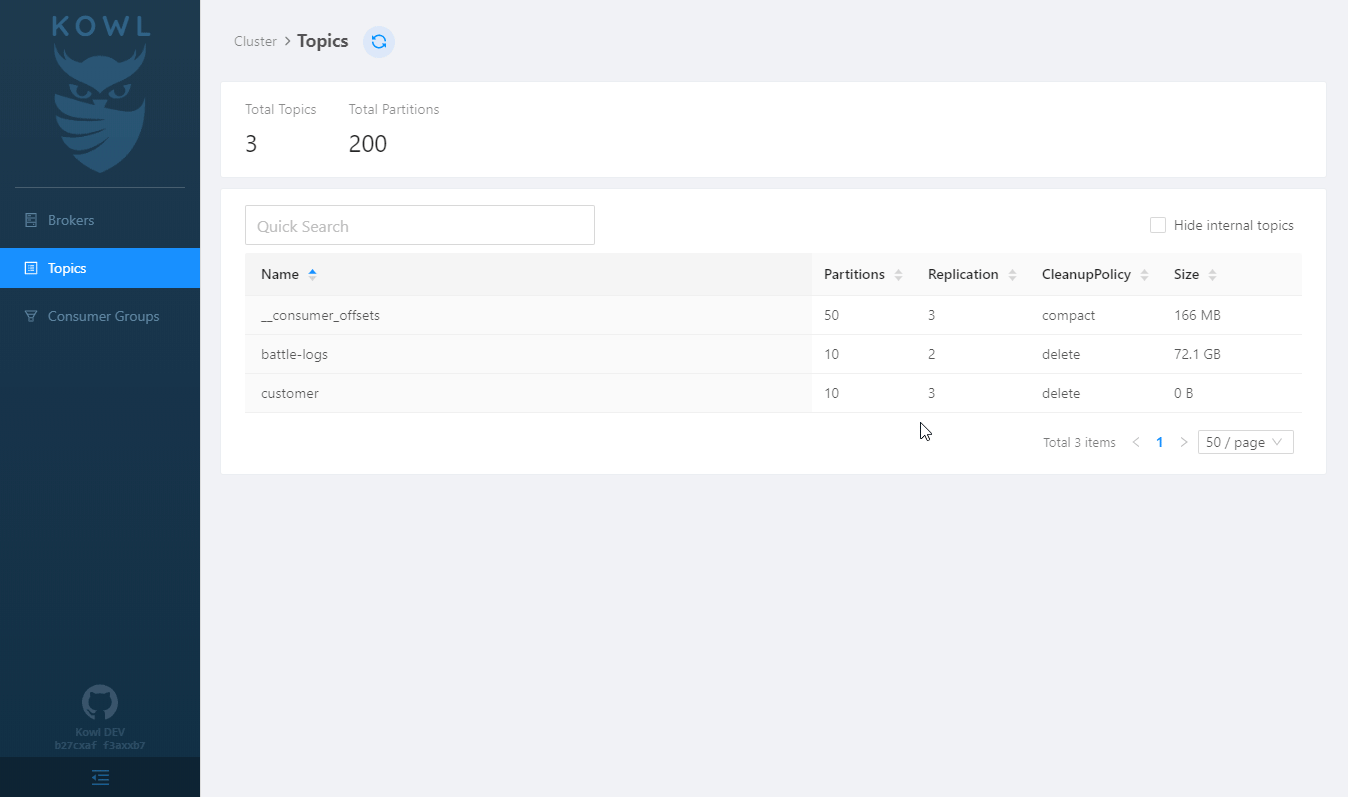 KOWL
Brokers
Topics
Consumer Groups
Kowl DEV
b27cxaf f3axxb7
Cluster > Topics
Total Topics Total Partitions
3 200
Quick Search
Hide internal topics
Name Partitions Replication CleanupPolicy Size
__consumer_offsets 50 3 compact 166 MB
battle-logs 10 2 delete 72.1 GB
customer 10 3 delete 0 B
Total 3 items < 1 > 50 / page